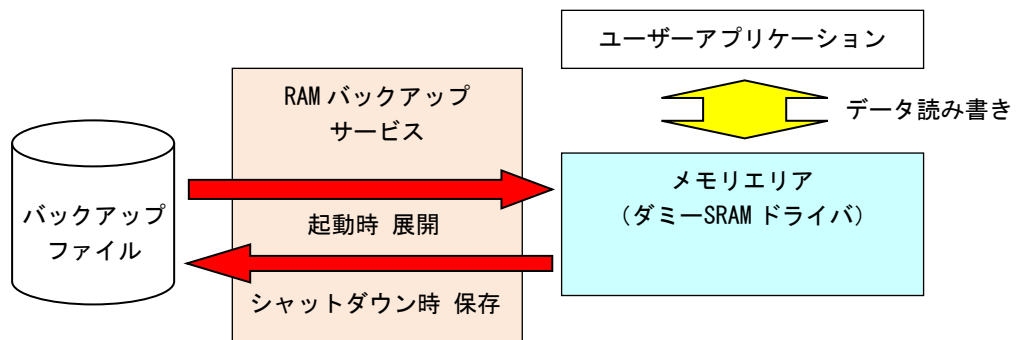 ユーザーアプリケーション
RAM バックアップ
サービス
データ読み書き
メモリエリア
(ダミーSRAM ドライバ)
バックアップ
ファイル
起動時 展開
シャットダウン時 保存